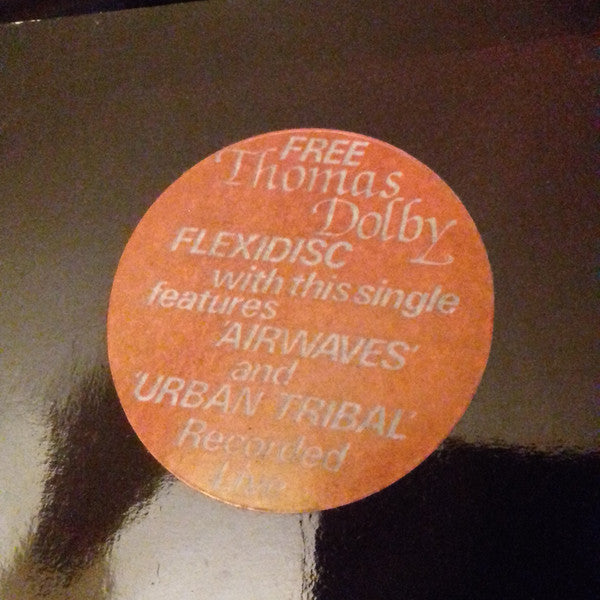 FREE
Thomas
Dolby
FLEXIDISC
with this single
features
'AIRWAVES'
and
'URBAN TRIBAL'
Recorded
Live